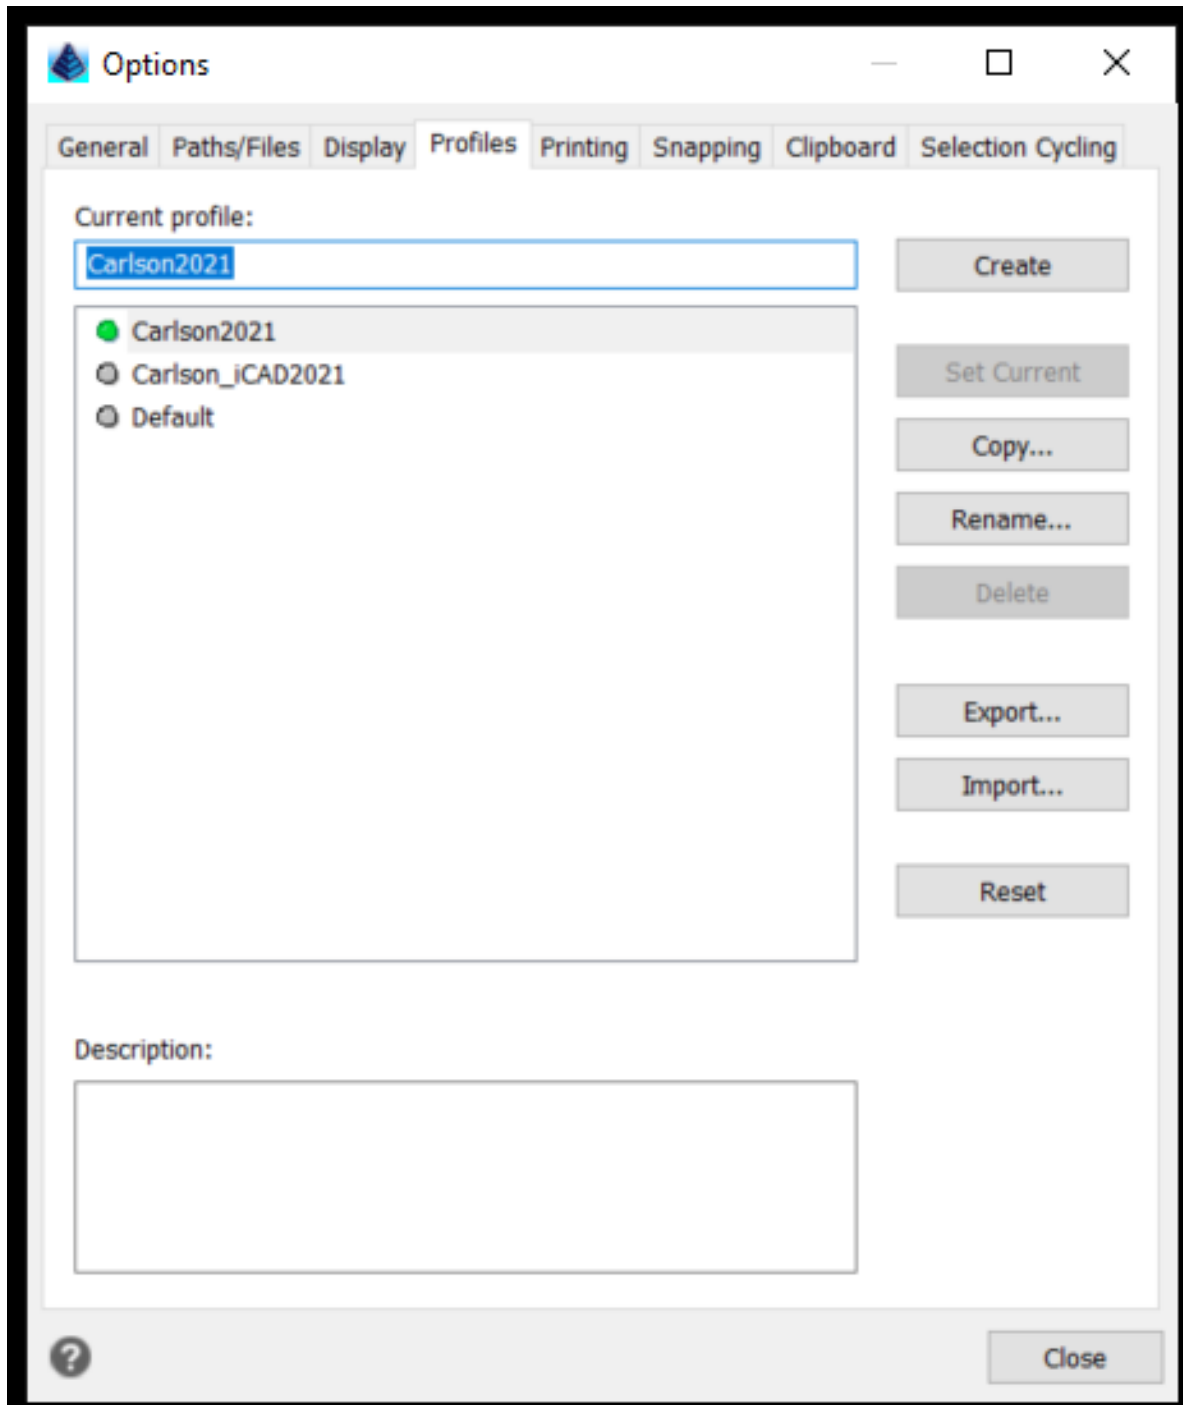 Options
General Paths/Files Display Profiles Printing Snapping Clipboard Selection Cycling
Current profile:
Carlson2021
Create
Carlson2021
Carlson_iCAD2021
Default
Set Current
Copy...
Rename...
Delete
Export...
Import...
Reset
Description:
?
Close